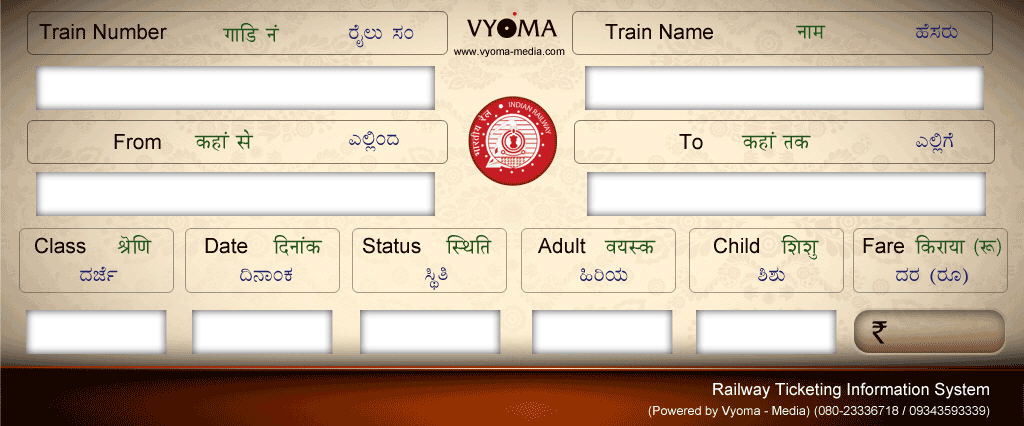 Train Number गाडि नं ರೈಲು ಸಂ
VYOMA
www.vyoma-media.com
Train Name नाम ಹೆಸರು
From कहां से ಎಲ್ಲಿಂದ
भारतीय रेल INDIAN RAILWAY
To कहां तक ಎಲ್ಲಿಗೆ
Class श्रेणि
ದರ್ಜೆ
Date दिनांक
ದಿನಾಂಕ
Status स्थिति
ಸ್ಥಿತಿ
Adult वयस्क
ಹಿರಿಯ
Child शिशु
ಶಿಶು
Fare किराया (रू)
ದರ (ರೂ)
₹
Railway Ticketing Information System
(Powered by Vyoma - Media) (080-23336718 / 09343593339)